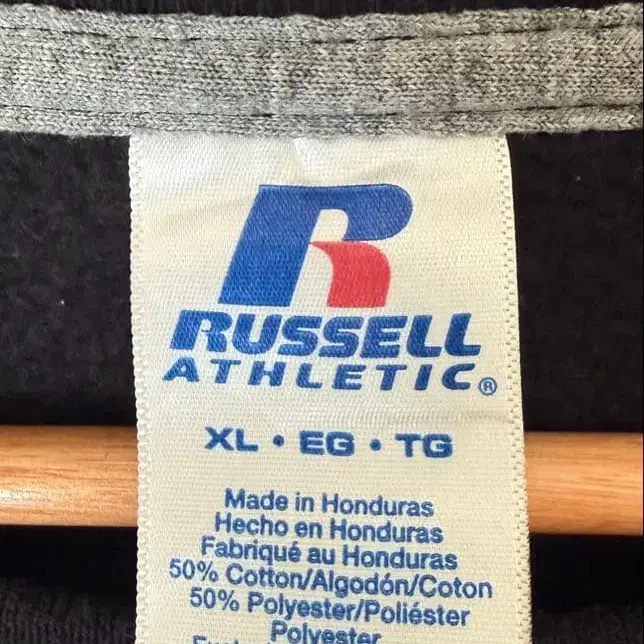 R
RUSSELL
ATHLETIC®
XL • EG • TG
Made in Honduras
Hecho en Honduras
Fabriqué au Honduras
50% Cotton/Algodón/Coton
50% Polyester/Poliéster
Polyester